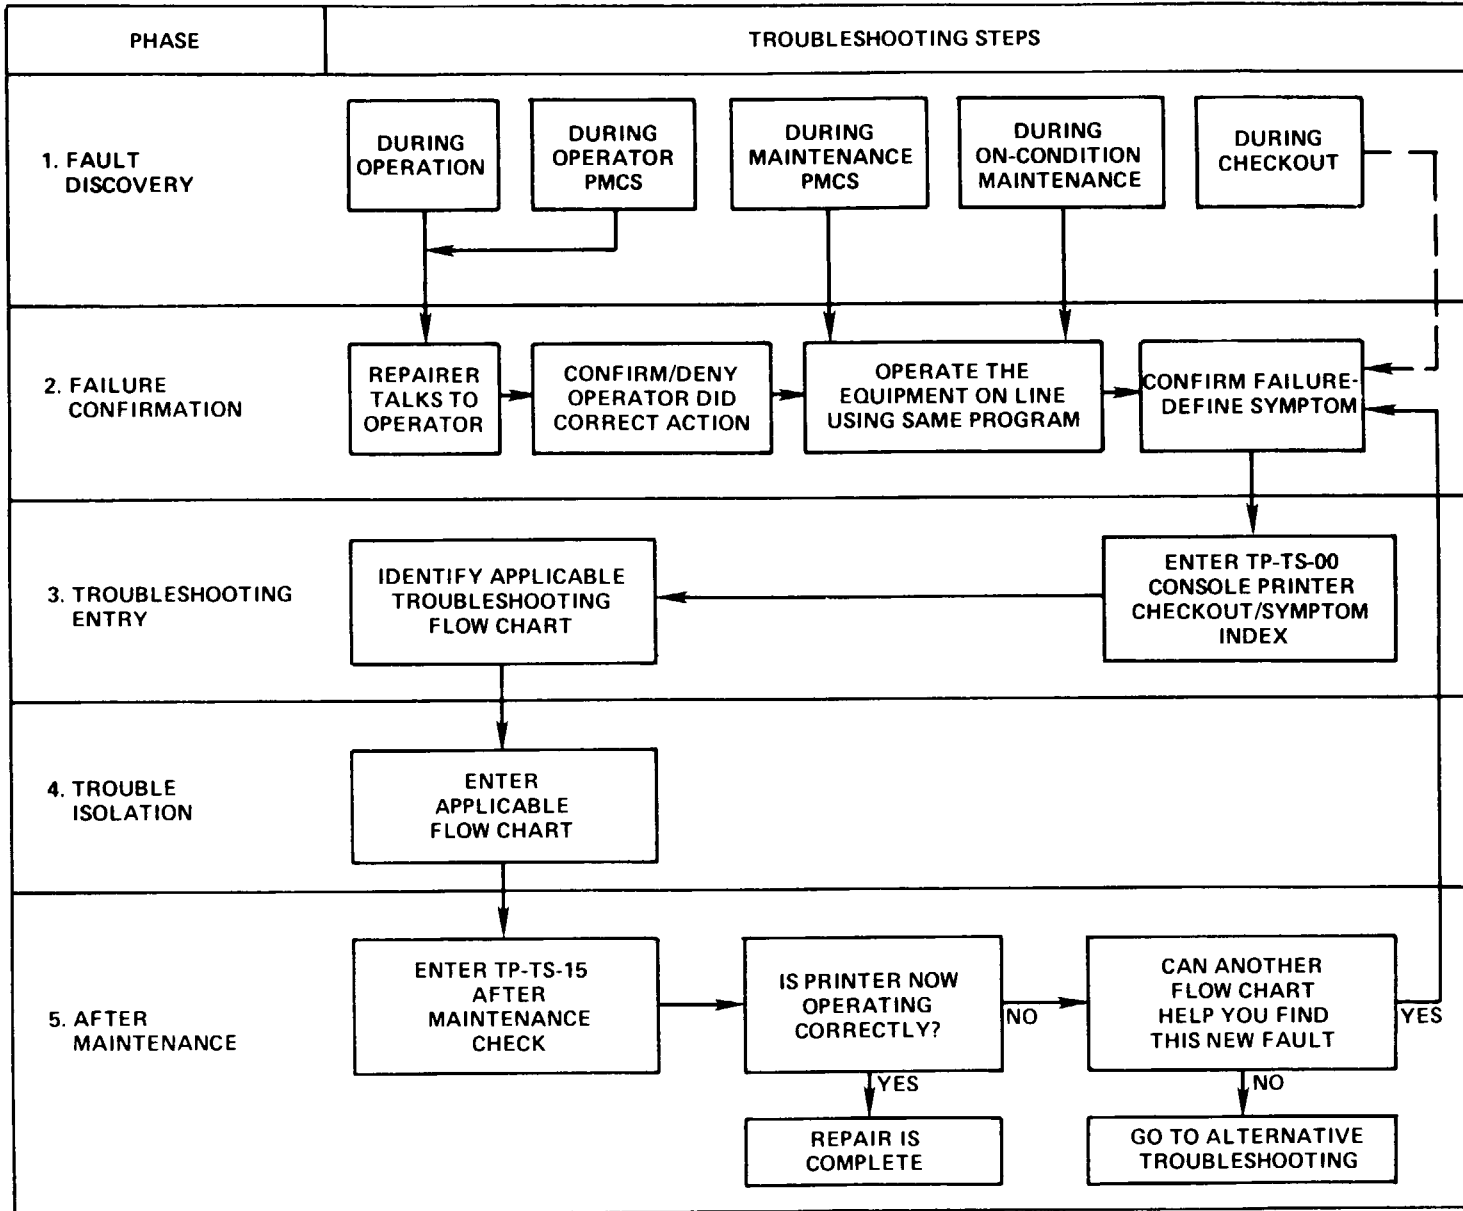 PHASE
TROUBLESHOOTING STEPS
1. FAULT
DISCOVERY
DURING
OPERATION
DURING
OPERATOR
PMCS
DURING
MAINTENANCE
PMCS
DURING
ON-CONDITION
MAINTENANCE
DURING
CHECKOUT
2. FAILURE
CONFIRMATION
REPAIRER
TALKS TO
OPERATOR
CONFIRM/DENY
OPERATOR DID
CORRECT ACTION
OPERATE THE
EQUIPMENT ON LINE
USING SAME PROGRAM
CONFIRM FAILURE-
DEFINE SYMPTOM
3. TROUBLESHOOTING
ENTRY
IDENTIFY APPLICABLE
TROUBLESHOOTING
FLOW CHART
ENTER TP-TS-00
CONSOLE PRINTER
CHECKOUT/SYMPTOM
INDEX
4. TROUBLE
ISOLATION
ENTER
APPLICABLE
FLOW CHART
5. AFTER
MAINTENANCE
ENTER TP-TS-15
AFTER
MAINTENANCE
CHECK
IS PRINTER NOW
OPERATING
CORRECTLY?
NO
CAN ANOTHER
FLOW CHART
HELP YOU FIND
THIS NEW FAULT
YES
YES
NO
REPAIR IS
COMPLETE
GO TO ALTERNATIVE
TROUBLESHOOTING